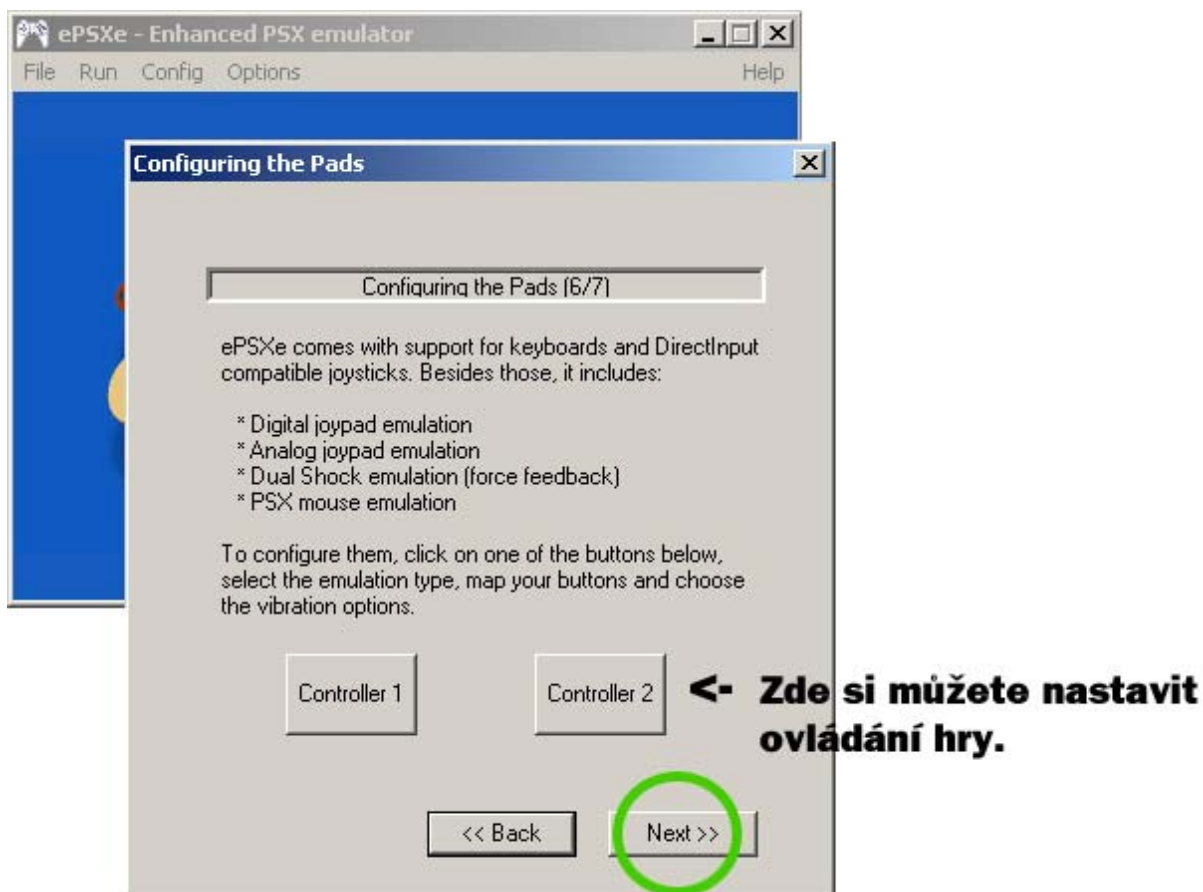 ePSXe - Enhanced PSX emulator
File Run Config Options Help
Configuring the Pads
Configuring the Pads (6/7)
ePSXe comes with support for keyboards and DirectInput
compatible joysticks. Besides those, it includes:
* Digital joypad emulation
* Analog joypad emulation
* Dual Shock emulation (force feedback)
* PSX mouse emulation
To configure them, click on one of the buttons below,
select the emulation type, map your buttons and choose
the vibration options.
Controller 1 Controller 2 <- Zde si můžete nastavit
ovládání hry.
<< Back Next >>